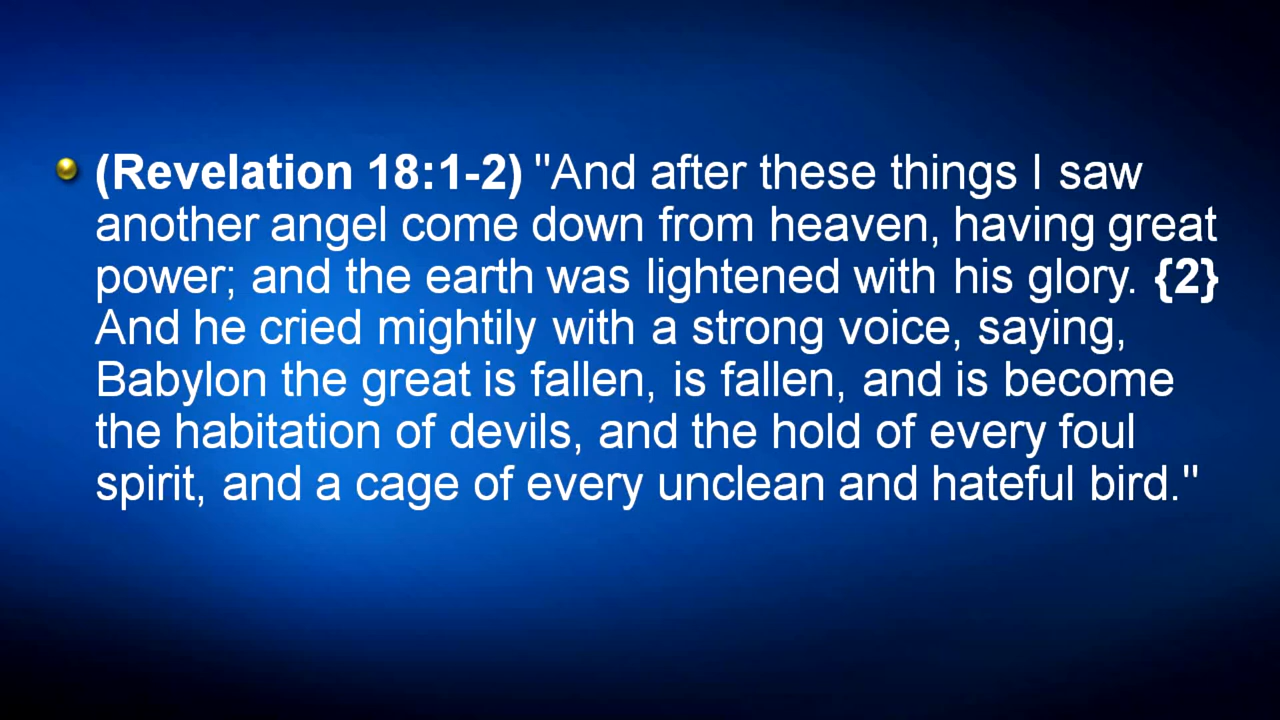 (Revelation 18:1-2) "And after these things I saw
another angel come down from heaven, having great
power; and the earth was lightened with his glory. {2}
And he cried mightily with a strong voice, saying,
Babylon the great is fallen, is fallen, and is become
the habitation of devils, and the hold of every foul
spirit, and a cage of every unclean and hateful bird."